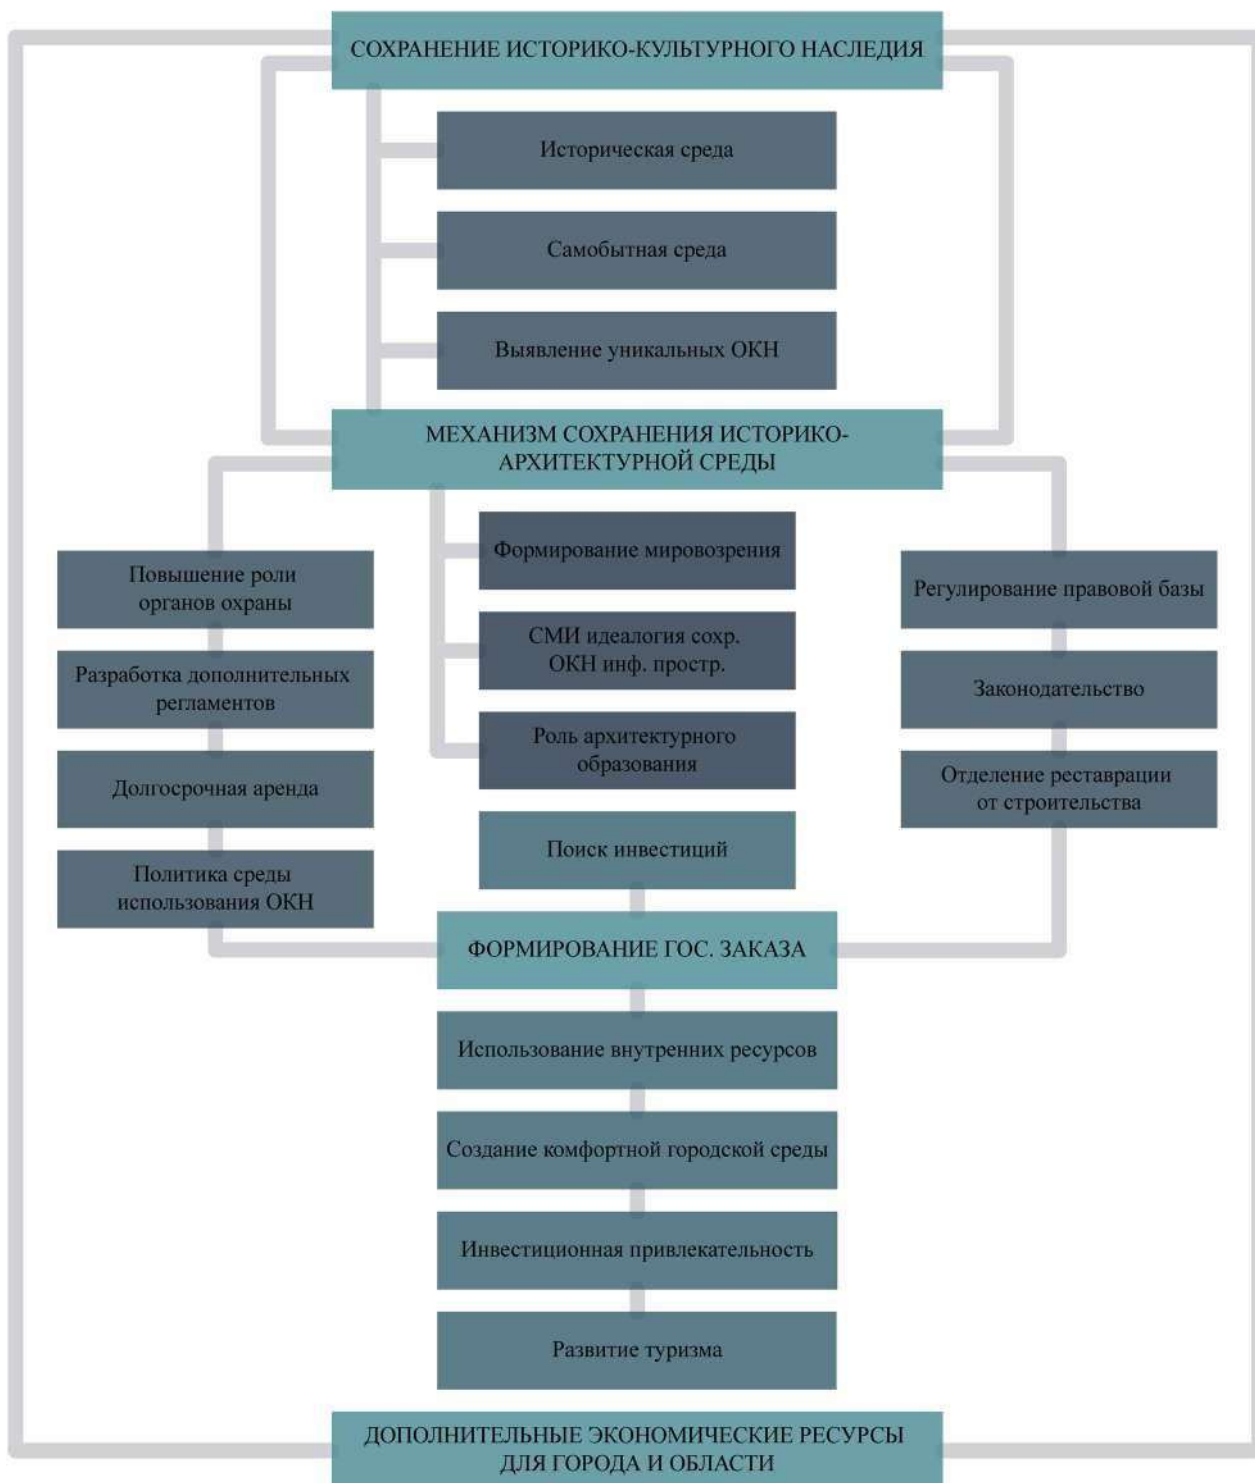 СОХРАНЕНИЕ ИСТОРИКО-КУЛЬТУРНОГО НАСЛЕДИЯ
Историческая среда
Самобытная среда
Выявление уникальных ОКН
МЕХАНИЗМ СОХРАНЕНИЯ ИСТОРИКО-
АРХИТЕКТУРНОЙ СРЕДЫ
Повышение роли
органов охраны
Разработка дополнительных
регламентов
Долгосрочная аренда
Политика среды
использования ОКН
Формирование мировозрения
СМИ идеалогия сохр.
ОКН инф. простр.
Роль архитектурного
образования
Поиск инвестиций
Регулирование правовой базы
Законодательство
Отделение реставрации
от строительства
ФОРМИРОВАНИЕ ГОС. ЗАКАЗА
Использование внутренних ресурсов
Создание комфортной городской среды
Инвестиционная привлекательность
Развитие туризма
ДОПОЛНИТЕЛЬНЫЕ ЭКОНОМИЧЕСКИЕ РЕСУРСЫ
ДЛЯ ГОРОДА И ОБЛАСТИ